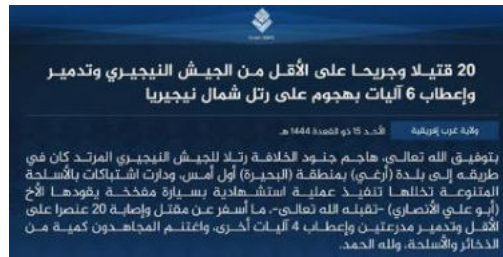 20 قتيلا وجريحا على الأقل من الجيش النيجيري وتدمير
وإعطاب 6 آليات بهجوم على رتل شمال نيجيريا
ولاية غرب إفريقية الأحد 15 ذو القعدة 1444 هـ
بتوفيق الله تعالى، هاجم جنود الخلافة رتلا للجيش النيجيري المرتد كان في
طريقه إلى بلدة (أرغي) بمنطقة (البحيرة) أول أمس، ودارت اشتباكات بالأسلحة
المتنوعة تخللها تنفيذ عملية استشهادية بسيارة مفخخة يقودها الأخ
(أبو علي الأنصاري) -تقبله الله تعالى-، ما أسفر عن مقتل وإصابة 20 عنصرا على
الأقل وتدمير مدرعتين وإعطاب 4 آليات أخرى، واغتنم المجاهدون كمية من
الذخائر والأسلحة، ولله الحمد.